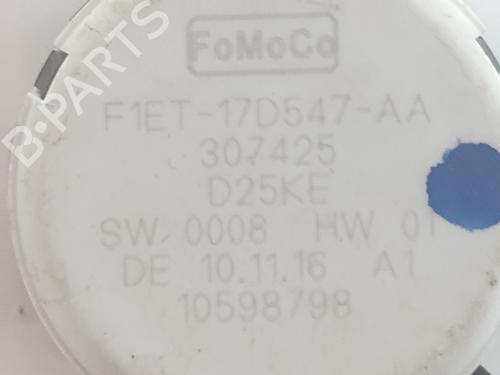 FoMoCo
F1ET-17D547-AA
307425
D25KE
SW 0008 HW 01
DE 10.11.16 A1
10598798
B-PARTS